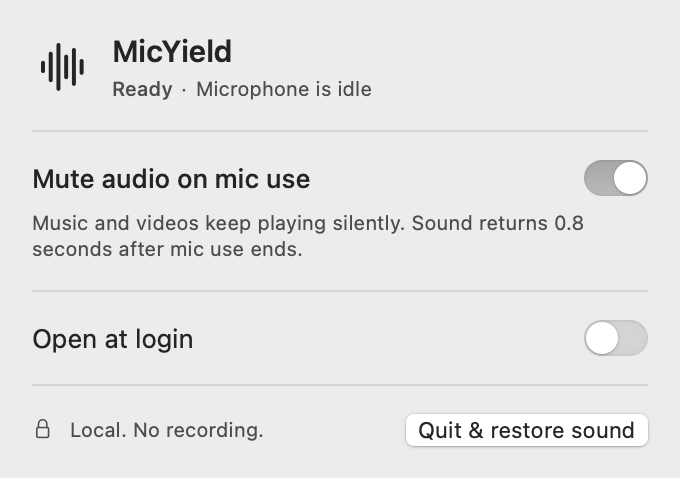 MicYield
Ready · Microphone is idle
Mute audio on mic use
Music and videos keep playing silently. Sound returns 0.8
seconds after mic use ends.
Open at login
Local. No recording.
Quit & restore sound